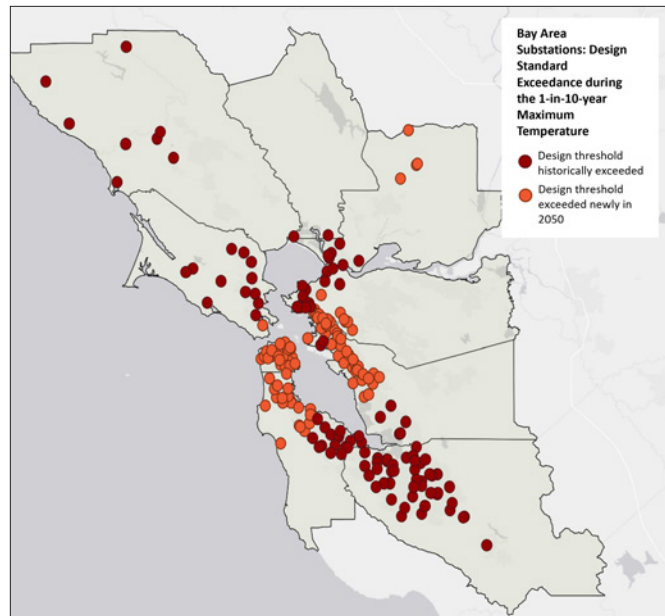 Bay Area
Substations: Design
Standard
Exceedance during
the 1-in-10-year
Maximum
Temperature
Design threshold
historically exceeded
Design threshold
exceeded newly in
2050